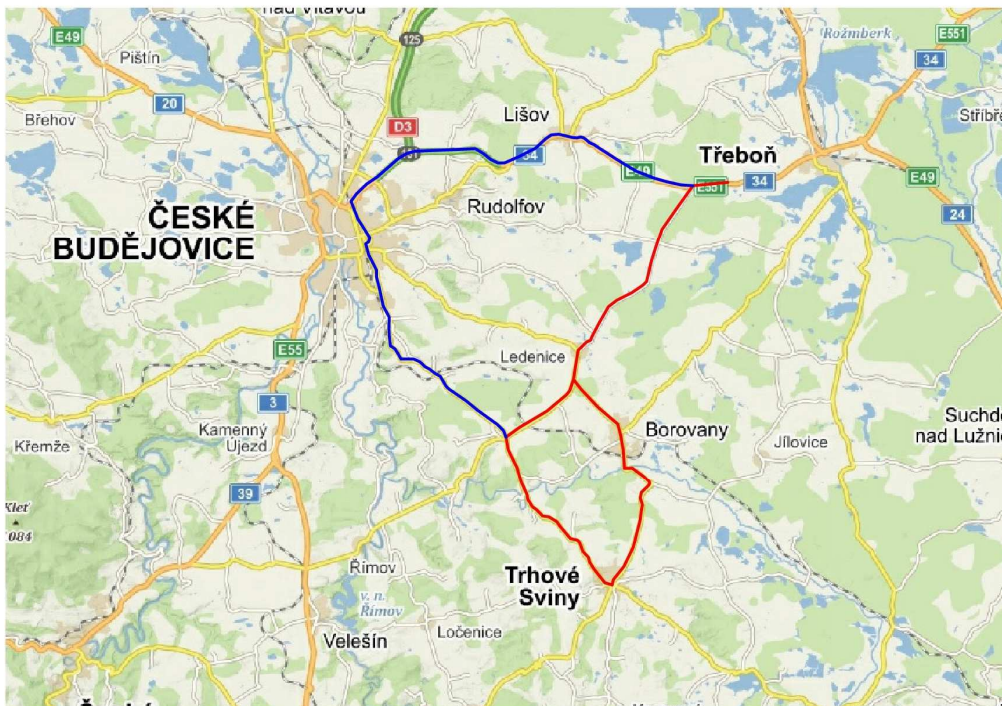 nad Vltavou
E49
Pištín
125
Rožmberk
E551
34
20
Břehov
D3
Lišov
34
Stříbř
Třeboň
E49
E551
34
E49
24
Rudolfov
ČESKÉ
BUDĚJOVICE
E55
Ledenice
3
Kamenný
Újezd
Křemže
Borovany
Jílovice
Suchdo
nad Lužnic
39
Kleť
1084
Římov
v. n.
Římov
Trhové
Sviny
Velešín
Ločenice